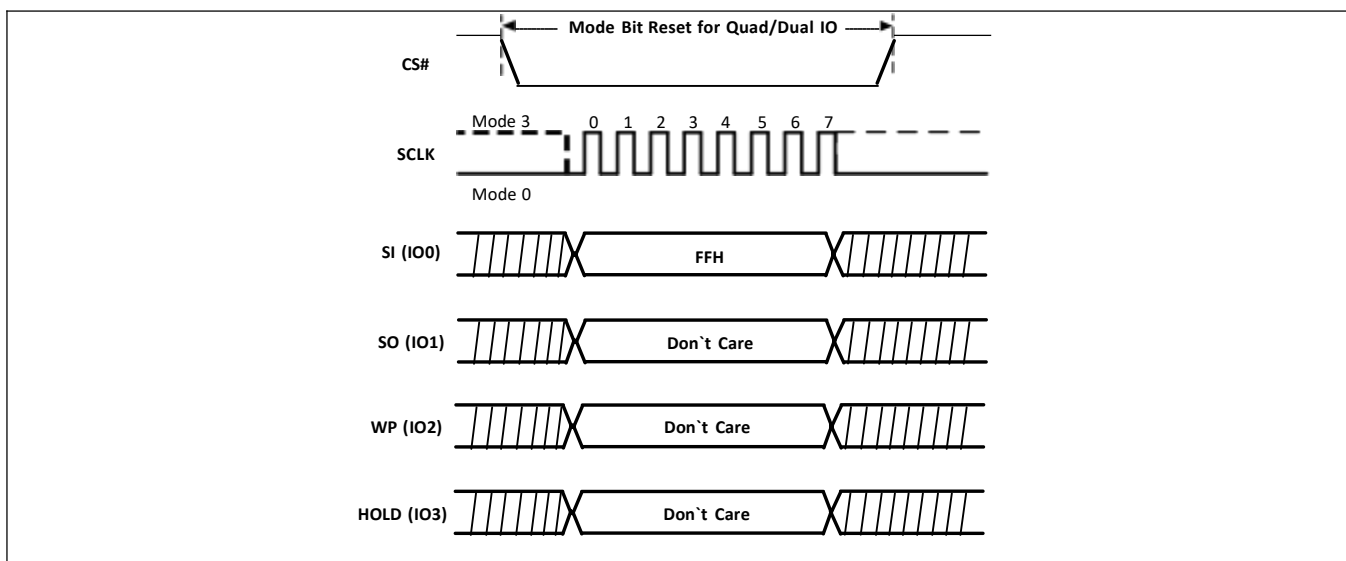 Mode Bit Reset for Quad/Dual IO
CS#
Mode 3
0 1 2 3 4 5 6 7
SCLK
Mode 0
SI (IO0)
FFH
SO (IO1)
Don`t Care
WP (IO2)
Don`t Care
HOLD (IO3)
Don`t Care